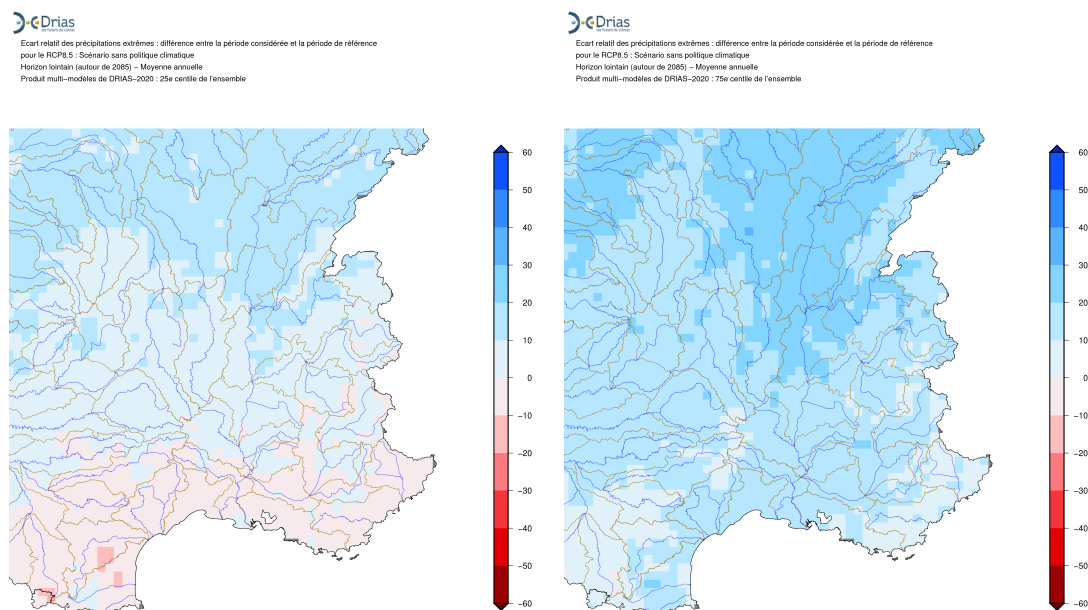 Drias
les futurs du climat
Ecart relatif des précipitations extrêmes : différence entre la période considérée et la période de référence
pour le RCP8.5 : Scénario sans politique climatique
Horizon lointain (autour de 2085) – Moyenne annuelle
Produit multi–modèles de DRIAS–2020 : 25e centile de l'ensemble
60
50
40
30
20
10
0
−10
−20
−30
−40
−50
−60
Drias
les futurs du climat
Ecart relatif des précipitations extrêmes : différence entre la période considérée et la période de référence
pour le RCP8.5 : Scénario sans politique climatique
Horizon lointain (autour de 2085) – Moyenne annuelle
Produit multi–modèles de DRIAS–2020 : 75e centile de l'ensemble
60
50
40
30
20
10
0
−10
−20
−30
−40
−50
−60